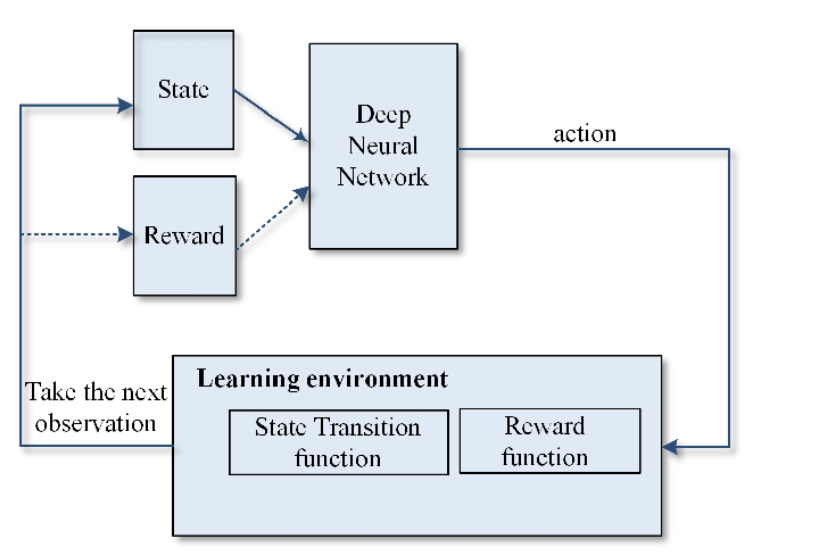 State
Deep
Neural
Network
action
Reward
Learning environment
Take the next
observation
State Transition
function
Reward
function